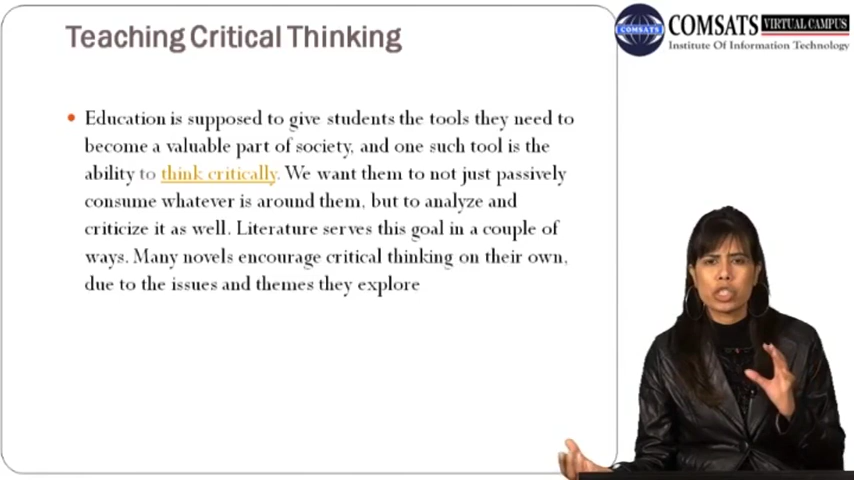 Teaching Critical Thinking
COMSATS
COMSATS VIRTUAL CAMPUS
Institute Of Information Technology
• Education is supposed to give students the tools they need to
become a valuable part of society, and one such tool is the
ability to think critically. We want them to not just passively
consume whatever is around them, but to analyze and
criticize it as well. Literature serves this goal in a couple of
ways. Many novels encourage critical thinking on their own,
due to the issues and themes they explore